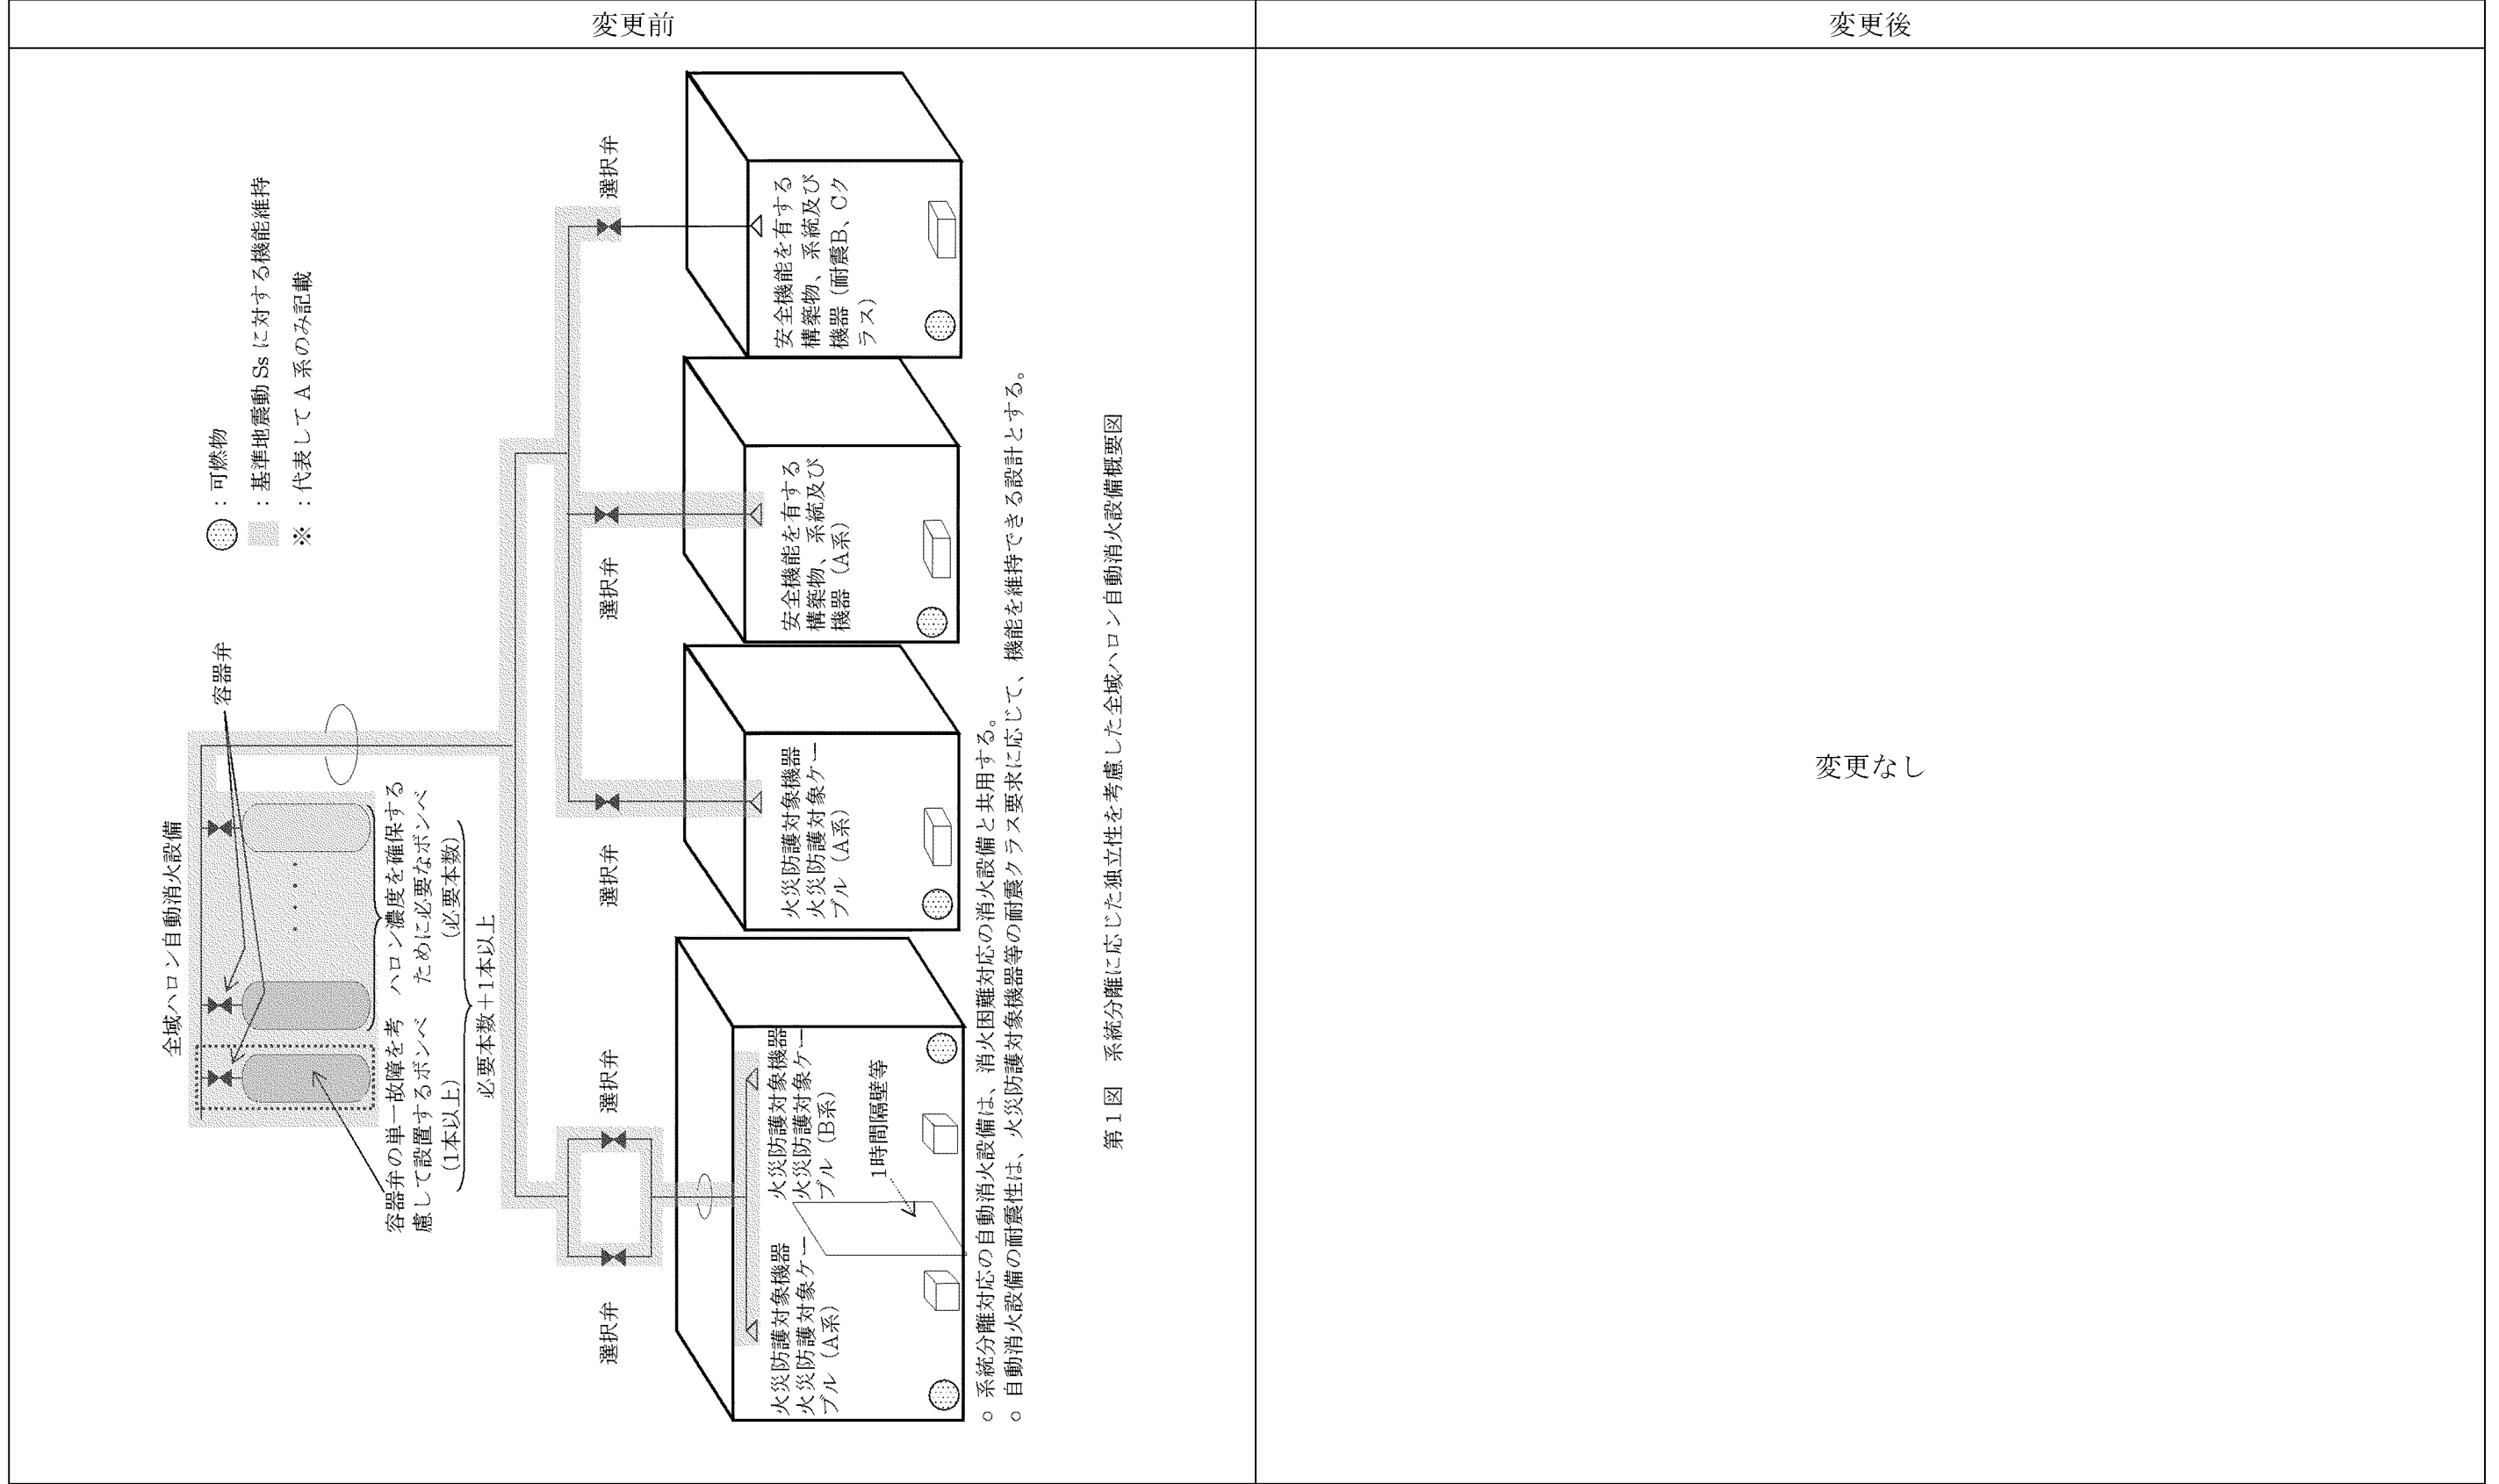 変更前
変更後
全域ハロン自動消火設備
容器弁
：可燃物
：基準地震動 Ss に対する機能維持
※ ：代表して A 系のみ記載
容器弁の単一故障を考
慮して設置するボンベ
（1本以上）
ハロン濃度を確保する
ために必要なボンベ
（必要本数）
必要本数＋1本以上
選択弁
選択弁
選択弁
選択弁
選択弁
火災防護対象機器
火災防護対象ケー
ブル（A系）
火災防護対象機器
火災防護対象ケー
ブル（B系）
1時間隔壁等
火災防護対象機器
火災防護対象ケー
ブル（A系）
安全機能を有する
構築物、系統及び
機器（A系）
安全機能を有する
構築物、系統及び
機器（耐震B、Cク
ラス）
○ 系統分離対応の自動消火設備は、消火困難対応の消火設備と共用する。
○ 自動消火設備の耐震性は、火災防護対象機器等の耐震クラス要求に応じて、機能を維持できる設計とする。
第１図　系統分離に応じた独立性を考慮した全域ハロン自動消火設備概要図
変更なし